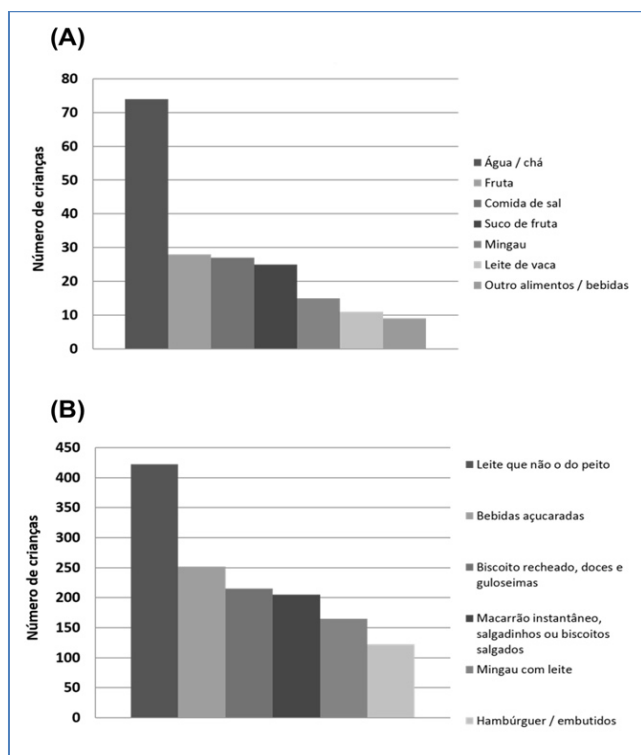 (A)
80
70
60
50
40
30
20
10
0
Número de crianças
Água / chá
Fruta
Comida de sal
Suco de fruta
Mingau
Leite de vaca
Outro alimentos / bebidas
(B)
450
400
350
300
250
200
150
100
50
0
Número de crianças
Leite que não o do peito
Bebidas açucaradas
Biscoito recheado, doces e
guloseimas
Macarrão instantâneo,
salgadinhos ou biscoitos
salgados
Mingau com leite
Hambúrguer / embutidos